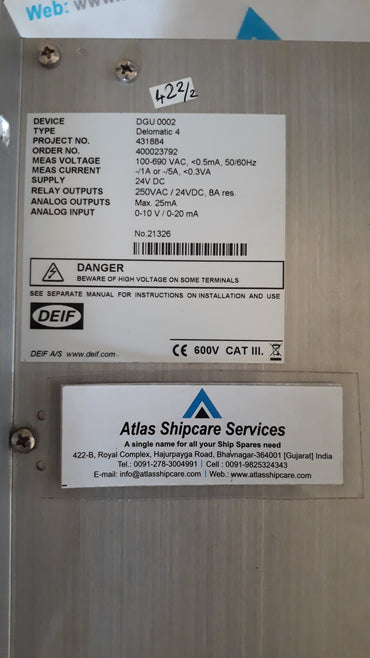 Web: www.
422/2
DEVICE DGU 0002
TYPE Delomatic 4
PROJECT NO. 431884
ORDER NO. 400023792
MEAS VOLTAGE 100-690 VAC, <0.5mA, 50/60Hz
MEAS CURRENT -/1A or -/5A, <0.3VA
SUPPLY 24V DC
RELAY OUTPUTS 250VAC / 24VDC, 8A res.
ANALOG OUTPUTS Max. 25mA
ANALOG INPUT 0-10 V / 0-20 mA
No.21326
DANGER
BEWARE OF HIGH VOLTAGE ON SOME TERMINALS
SEE SEPARATE MANUAL FOR INSTRUCTIONS ON INSTALLATION AND USE
DEIF
DEIF A/S www.deif.com
CE 600V CAT III.
Atlas Shipcare Services
A single name for all your Ship Spares need
422-B, Royal Complex, Hajurpayga Road, Bhavnagar-364001 [Gujarat] India
Tel.: 0091-278-3004991 | Cell : 0091-9825324343
E-mail: info@atlasshipcare.com | Web.: www.atlasshipcare.com